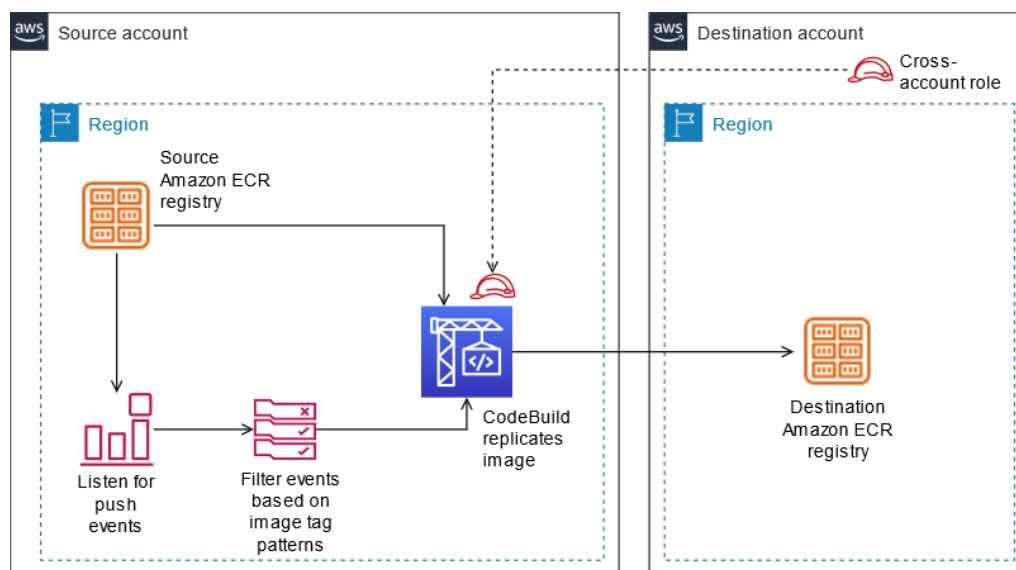 aws
Source account
aws
Destination account
Cross-
account role
Region
Region
Source
Amazon ECR
registry
</>
CodeBuild
replicates
image
Destination
Amazon ECR
registry
Listen for
push
events
Filter events
based on
image tag
patterns